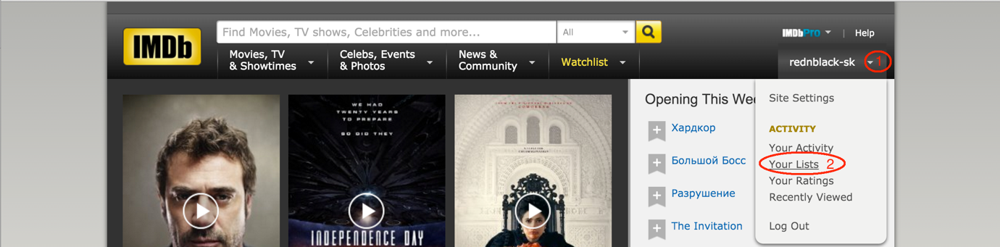 IMDb
Find Movies, TV shows, Celebrities and more...
All
IMDbPro
|
Help
Movies, TV
& Showtimes
Celebs, Events
& Photos
News &
Community
Watchlist
rednblack-sk
1
WE HAD
TWENTY YEARS
TO PREPARE
SO DID THEY
INDEPENDENCE DAY
Opening This Wee
Хардкор
Большой Босс
Разрушение
The Invitation
Site Settings
ACTIVITY
Your Activity
Your Lists 2
Your Ratings
Recently Viewed
Log Out